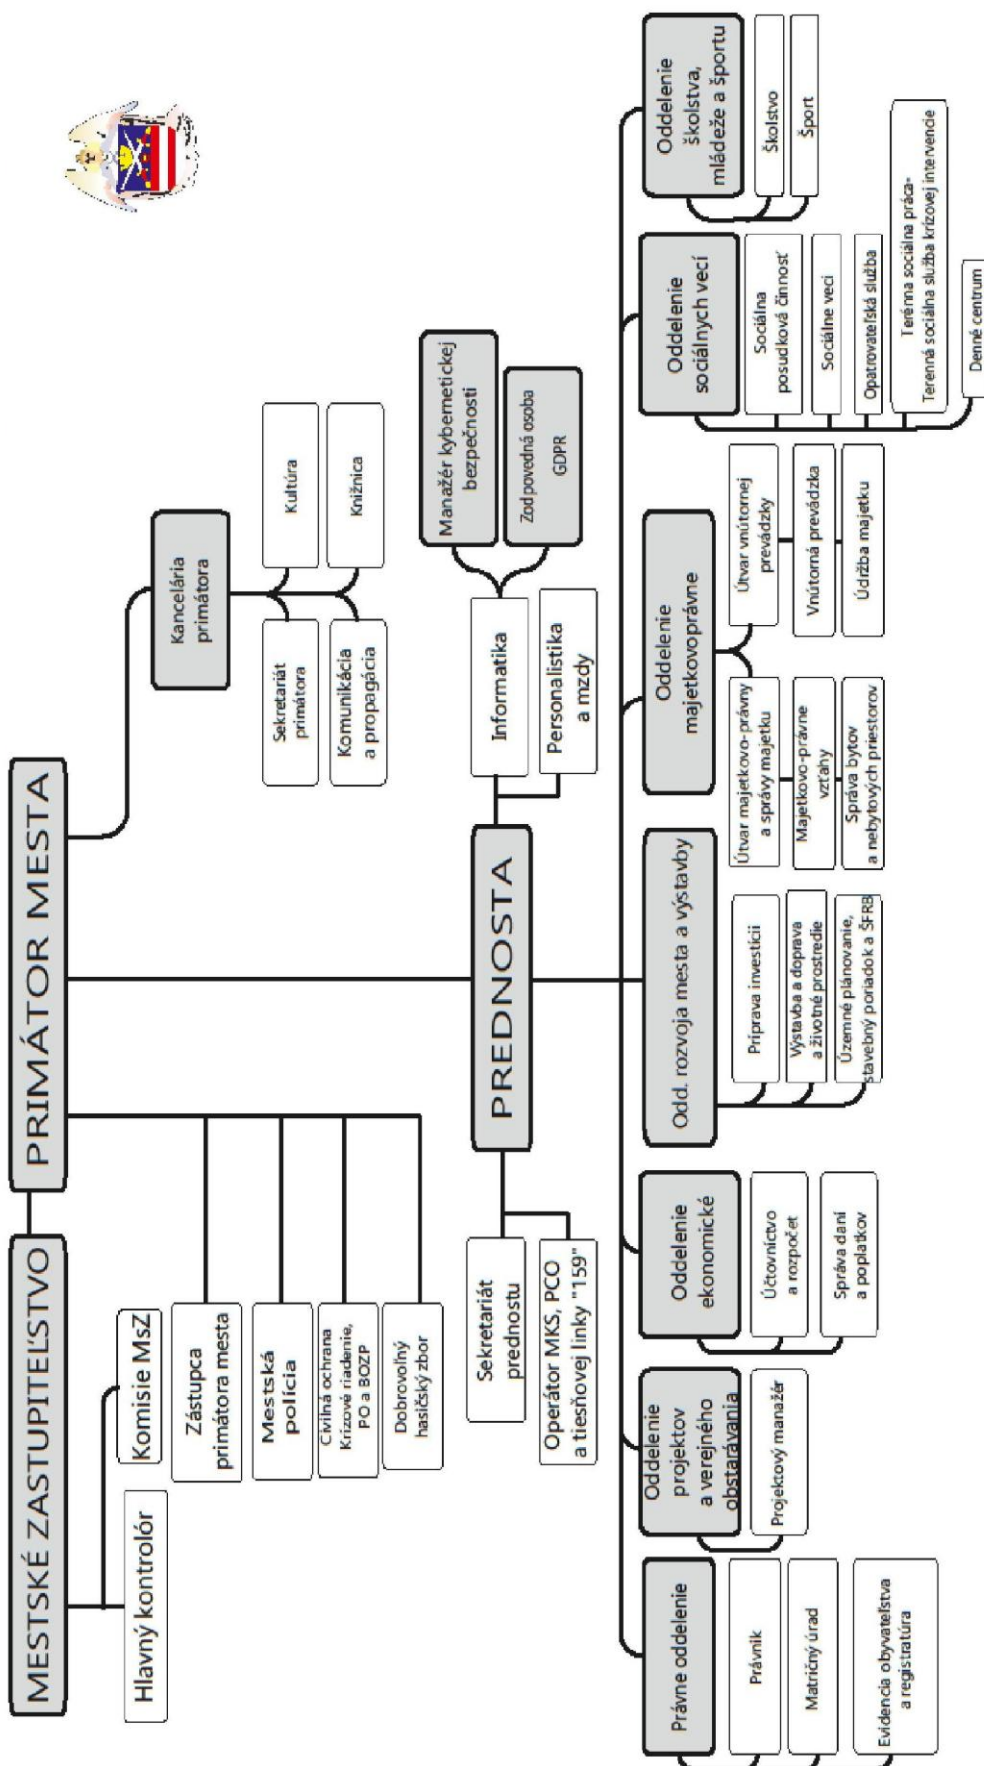 MESTSKÉ ZASTUPITEĽSTVO
PRIMÁTOR MESTA
Hlavný kontrolór
Komisie MsZ
Zástupca
primátora mesta
Mestská
polícia
Civilná ochrana
Krízové riadenie,
PO a BOZP
Dobrovoľný
hasičský zbor
Kancelária
primátora
Sekretariát
primátora
Kultúra
Komunikácia
a propagácia
Knižnica
PREDNOSTA
Sekretariát
prednostu
Operátor MKS, PCO
a tiesňovej linky "159"
Informatika
Personalistika
a mzdy
Manažér kybernetickej
bezpečnosti
Zodpovedná osoba
GDPR
Právne oddelenie
Právnik
Matričný úrad
Evidencia obyvateľstva
a registratúra
Oddelenie
projektov
a verejného
obstarávania
Projektový manažér
Oddelenie
ekonomické
Účtovníctvo
a rozpočet
Správa daní
a poplatkov
Odd. rozvoja mesta a výstavby
Príprava investícií
Výstavba a doprava
a životné prostredie
Územné plánovanie,
stavebný poriadok a ŠFRB
Oddelenie
majetkovoprávne
Útvar majetkovo-právny
a správy majetku
Majetkovo-právne
vzťahy
Správa bytov
a nebytových priestorov
Útvar vnútornej
prevádzky
Vnútorná prevádzka
Údržba majetku
Oddelenie
sociálnych vecí
Sociálna
posudková činnosť
Sociálne veci
Opatrovateľská služba
Terénna sociálna práca-
Terenná sociálna služba krízovej intervencie
Denné centrum
Oddelenie
školstva,
mládeže a športu
Školstvo
Šport